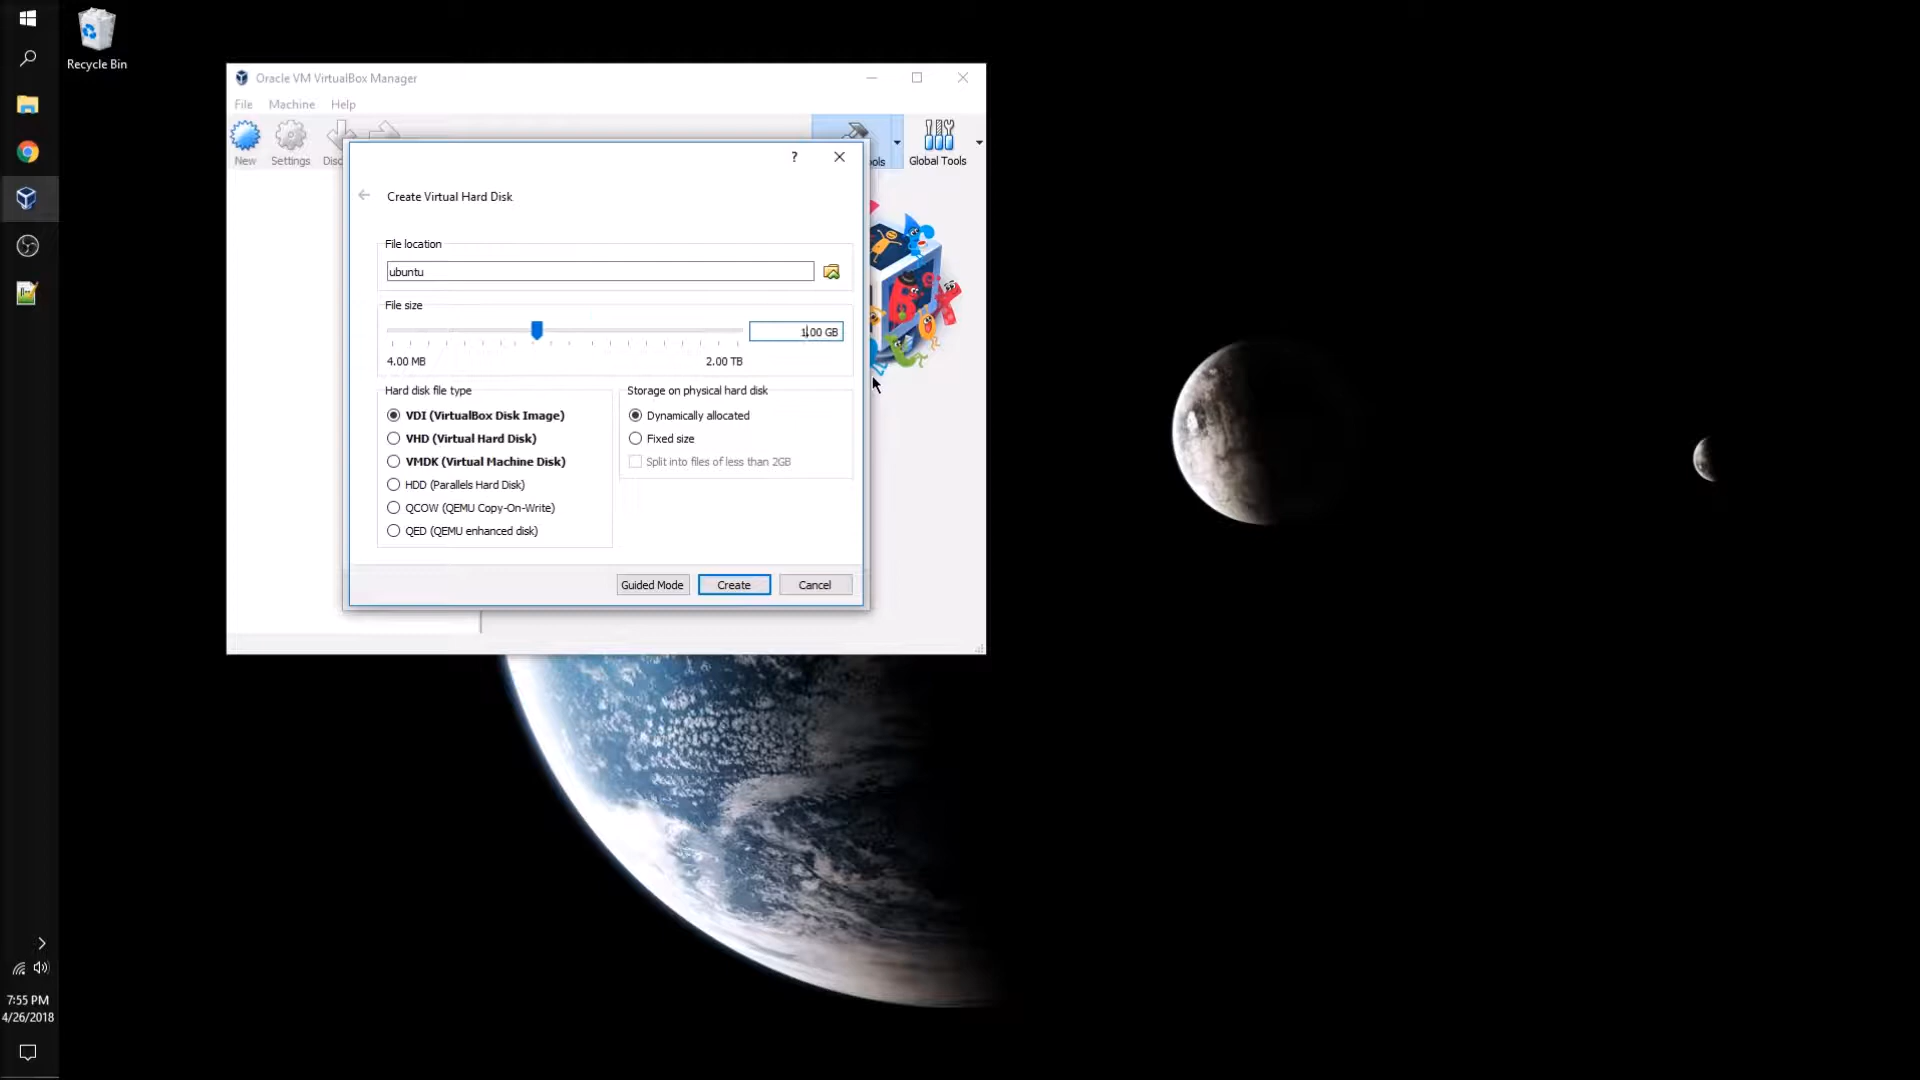 Recycle Bin
Oracle VM VirtualBox Manager
File Machine Help
New Settings Disc ools Global Tools
?
Create Virtual Hard Disk
File location
ubuntu
File size
1.00 GB
4.00 MB 2.00 TB
Hard disk file type
VDI (VirtualBox Disk Image)
VHD (Virtual Hard Disk)
VMDK (Virtual Machine Disk)
HDD (Parallels Hard Disk)
QCOW (QEMU Copy-On-Write)
QED (QEMU enhanced disk)
Storage on physical hard disk
Dynamically allocated
Fixed size
Split into files of less than 2GB
Guided Mode Create Cancel
7:55 PM
4/26/2018